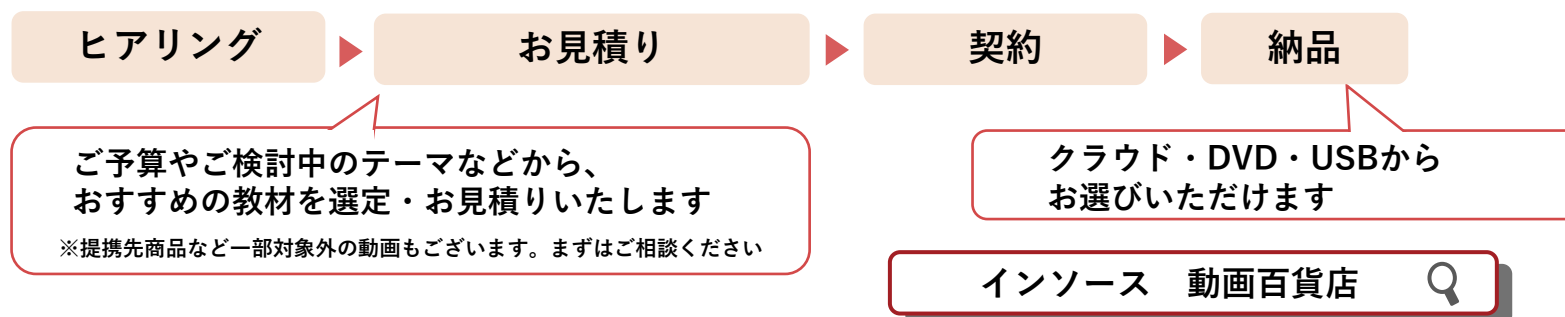 ヒアリング
お見積り
契約
納品
ご予算やご検討中のテーマなどから、
おすすめの教材を選定・お見積りいたします
※提携先商品など一部対象外の動画もございます。まずはご相談ください
クラウド・DVD・USBから
お選びいただけます
インソース　動画百貨店